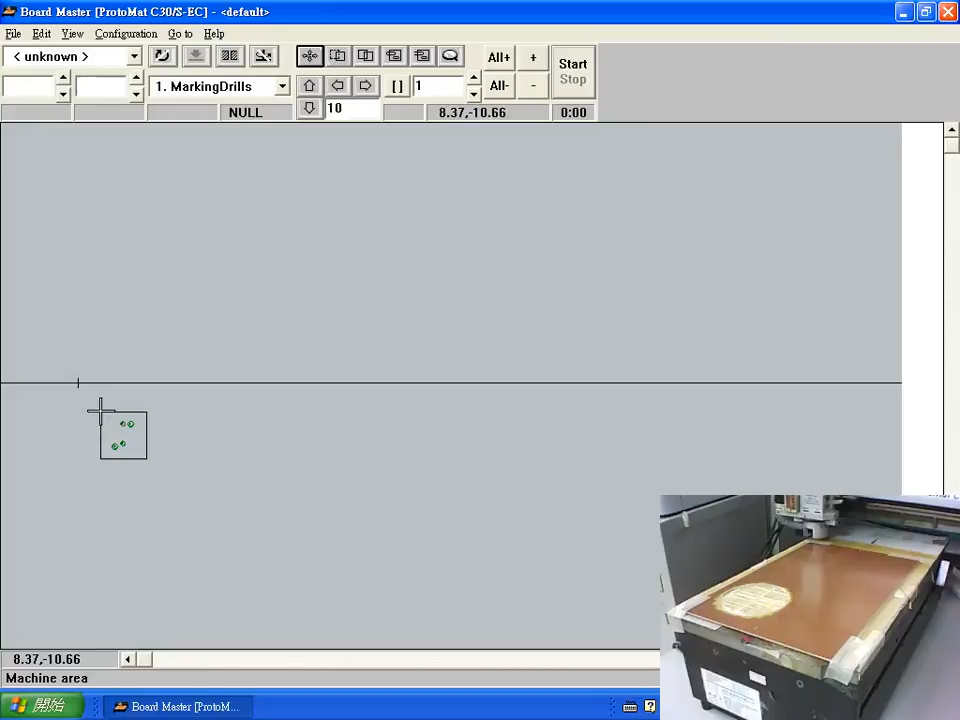 Board Master [ProtoMat C30/S-EC] - <default>
File Edit View Configuration Go to Help
< unknown > All+ + Start
Stop
1. MarkingDrills [ ] 1 All- -
NULL 10 8.37,-10.66 0:00
8.37,-10.66
Machine area
開始 Board Master [ProtoM...